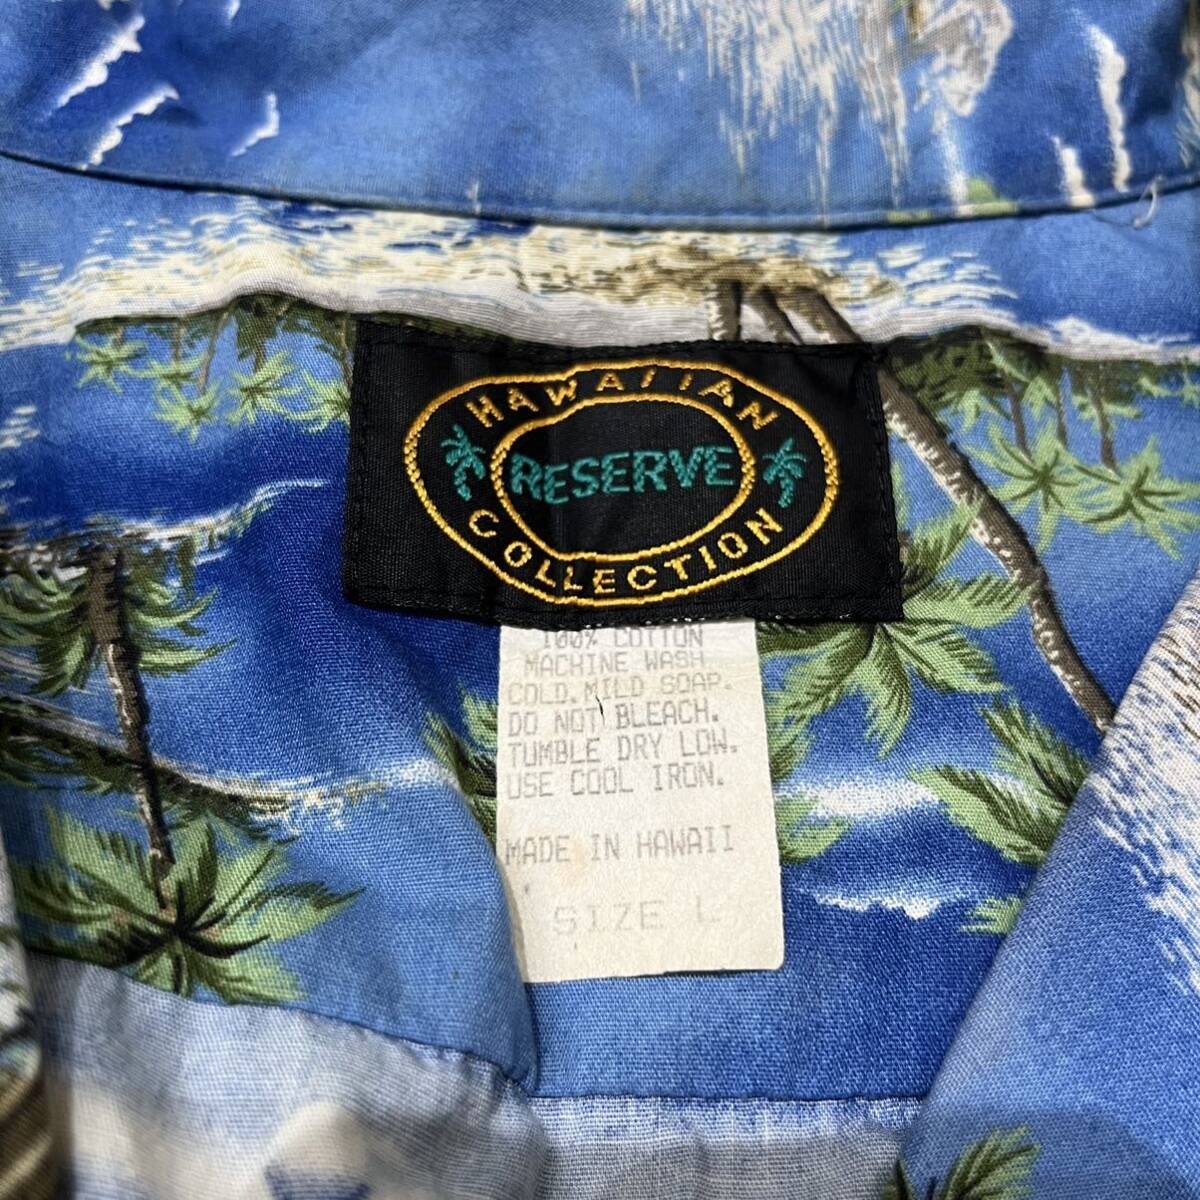 HAWAIIAN
RESERVE
COLLECTION
100% COTTON
MACHINE WASH
COLD. MILD SOAP.
DO NOT BLEACH.
TUMBLE DRY LOW.
USE COOL IRON.
MADE IN HAWAII
SIZE L